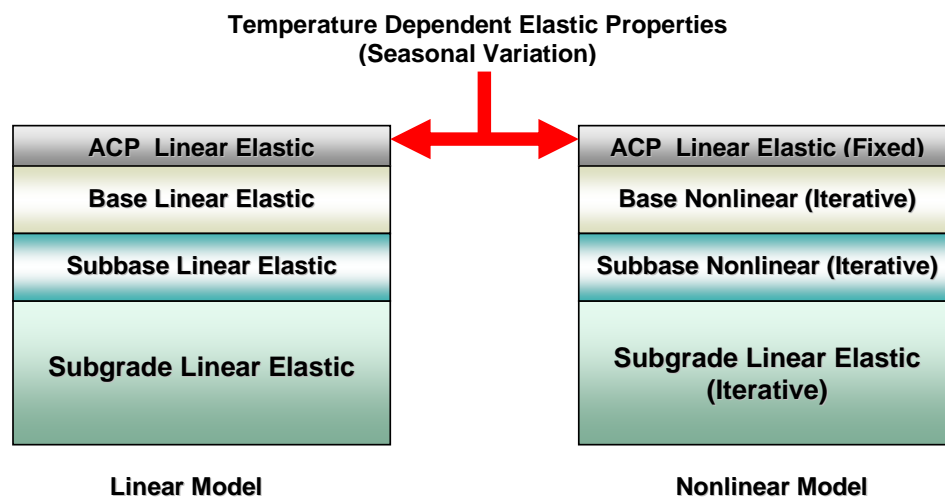 Temperature Dependent Elastic Properties
(Seasonal Variation)
ACP Linear Elastic
Base Linear Elastic
Subbase Linear Elastic
Subgrade Linear Elastic
Linear Model
ACP Linear Elastic (Fixed)
Base Nonlinear (Iterative)
Subbase Nonlinear (Iterative)
Subgrade Linear Elastic
(Iterative)
Nonlinear Model